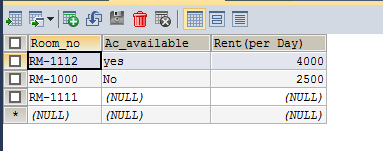 Room_no Ac_available Rent(per Day)
RM-1112 yes 4000
RM-1000 No 2500
RM-1111 (NULL) (NULL)
* (NULL) (NULL) (NULL)